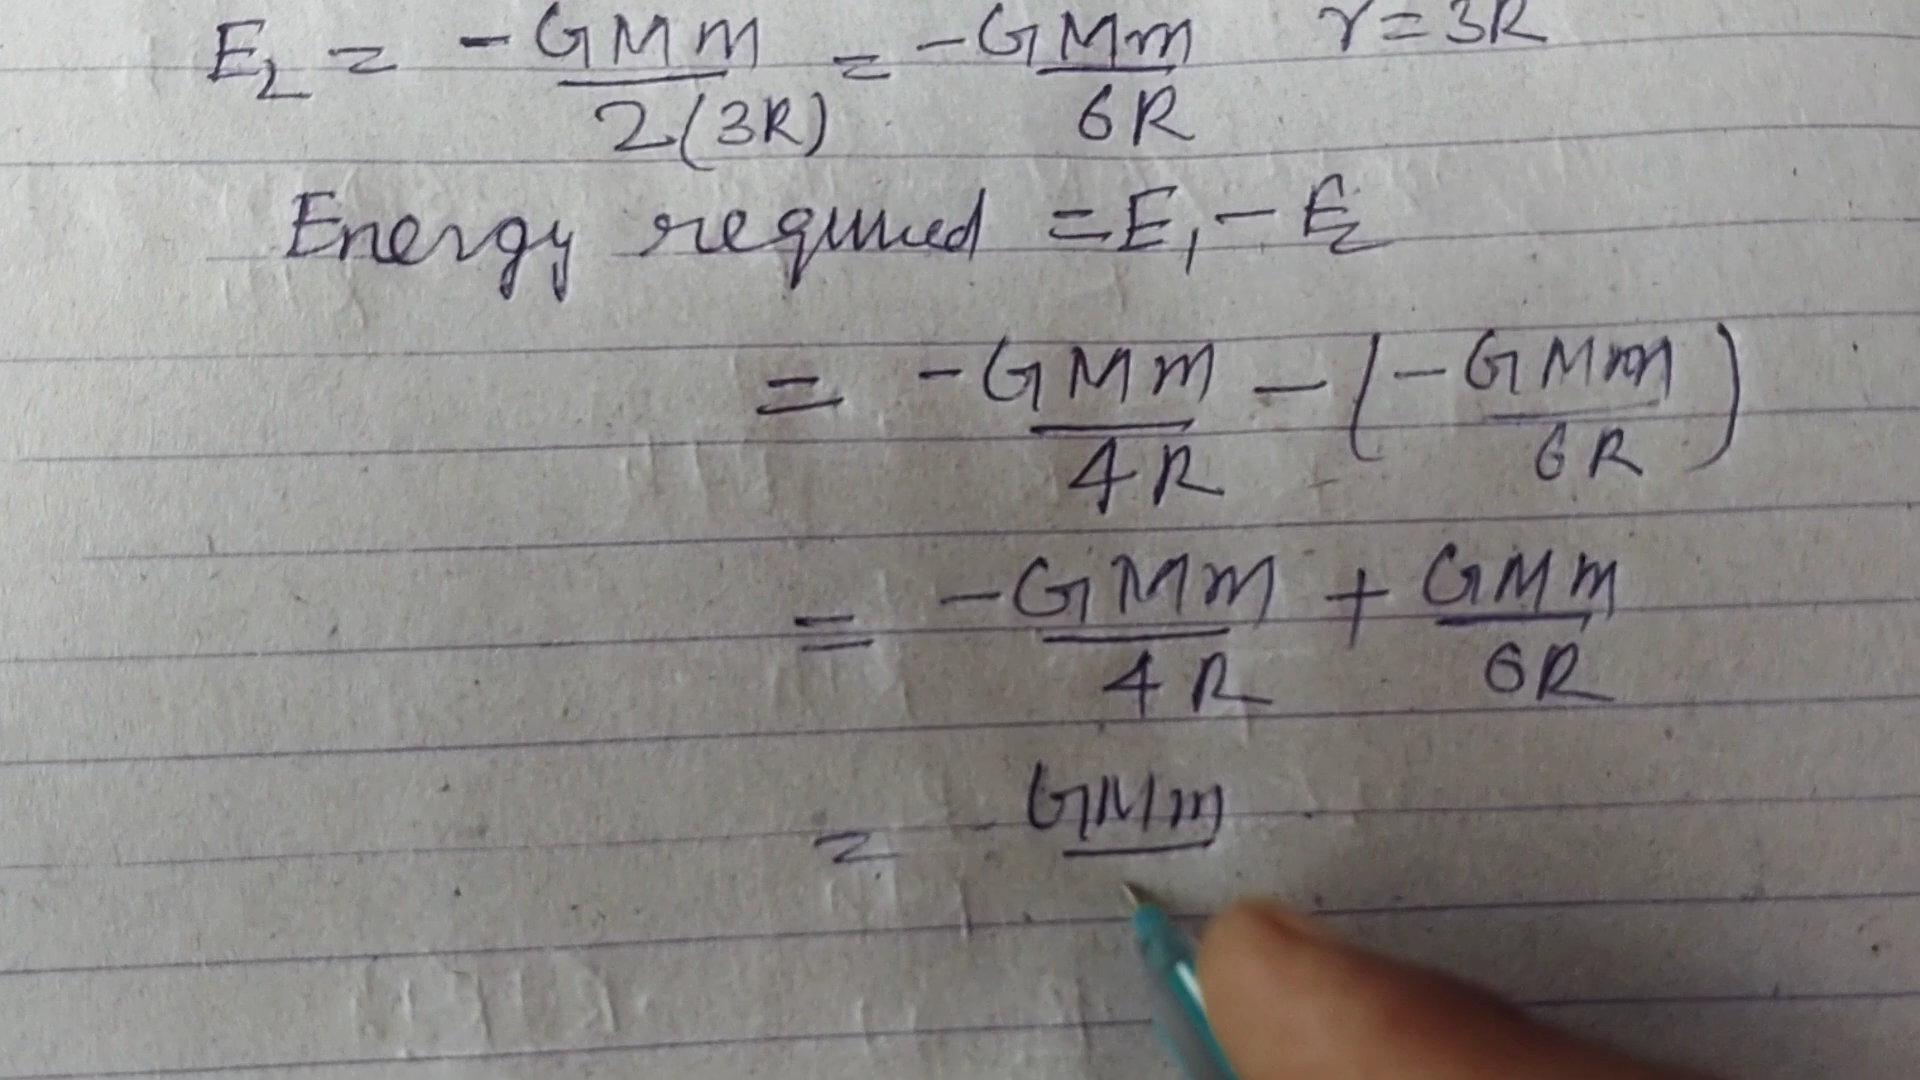 E₂ = -GMm/2(3R) = -GMm/6R r=3R
Energy required = E₁ - E₂
= -GMm/4R - (-GMm/6R)
= -GMm/4R + GMm/6R
= GMm